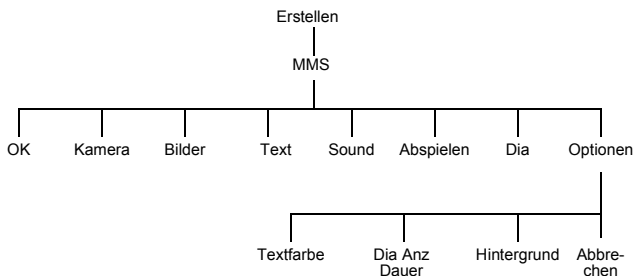 Erstellen
MMS
OK Kamera Bilder Text Sound Abspielen Dia Optionen
Textfarbe Dia Anz Hintergrund Abbre-
Dauer chen